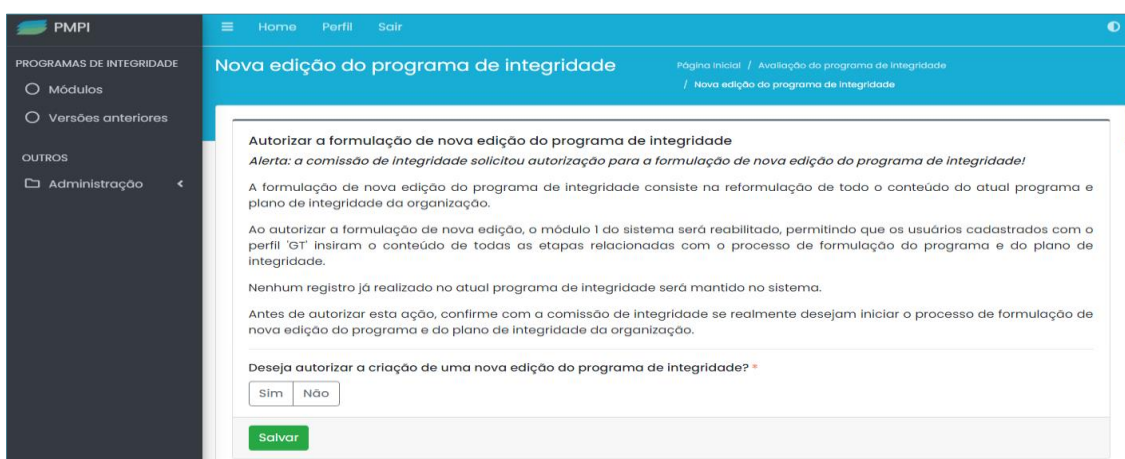 PMPI
Home Perfil Sair
PROGRAMAS DE INTEGRIDADE
Módulos
Versões anteriores
OUTROS
Administração
Nova edição do programa de integridade
Página Inicial / Avaliação do programa de integridade
/ Nova edição do programa de integridade
Autorizar a formulação de nova edição do programa de integridade
Alerta: a comissão de integridade solicitou autorização para a formulação de nova edição do programa de integridade!
A formulação de nova edição do programa de integridade consiste na reformulação de todo o conteúdo do atual programa e
plano de integridade da organização.
Ao autorizar a formulação de nova edição, o módulo 1 do sistema será reabilitado, permitindo que os usuários cadastrados com o
perfil 'GT' insiram o conteúdo de todas as etapas relacionadas com o processo de formulação do programa e do plano de
integridade.
Nenhum registro já realizado no atual programa de integridade será mantido no sistema.
Antes de autorizar esta ação, confirme com a comissão de integridade se realmente desejam iniciar o processo de formulação de
nova edição do programa e do plano de integridade da organização.
Deseja autorizar a criação de uma nova edição do programa de integridade? *
Sim Não
Salvar